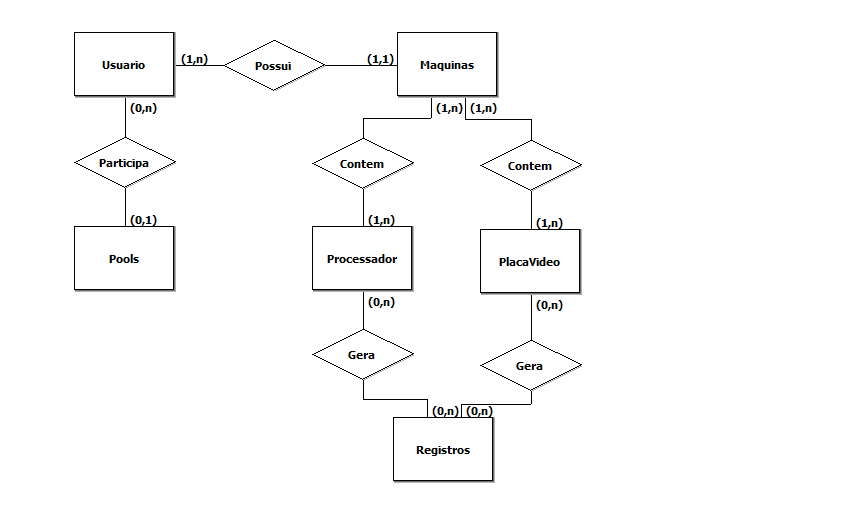 Usuario
(1,n)
Possui
(1,1)
Maquinas
(0,n)
(1,n)
(1,n)
Participa
Contem
Contem
(0,1)
(1,n)
(1,n)
Pools
Processador
PlacaVideo
(0,n)
(0,n)
Gera
Gera
(0,n)
(0,n)
Registros